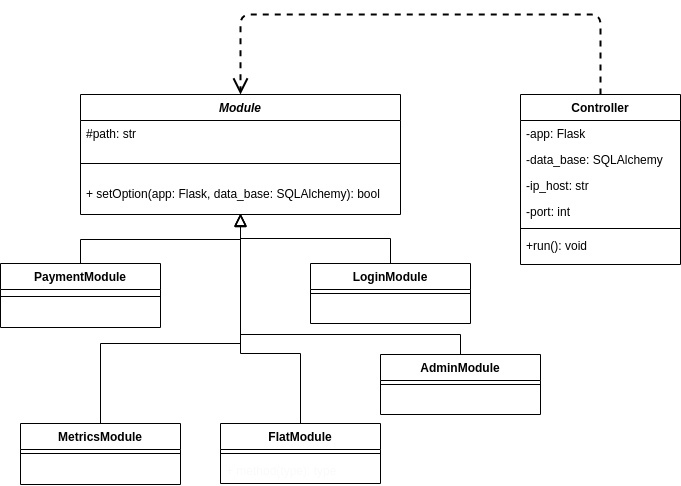 Module
#path: str
+ setOption(app: Flask, data_base: SQLAlchemy): bool
Controller
-app: Flask
-data_base: SQLAlchemy
-ip_host: str
-port: int
+run(): void
PaymentModule
LoginModule
AdminModule
MetricsModule
FlatModule